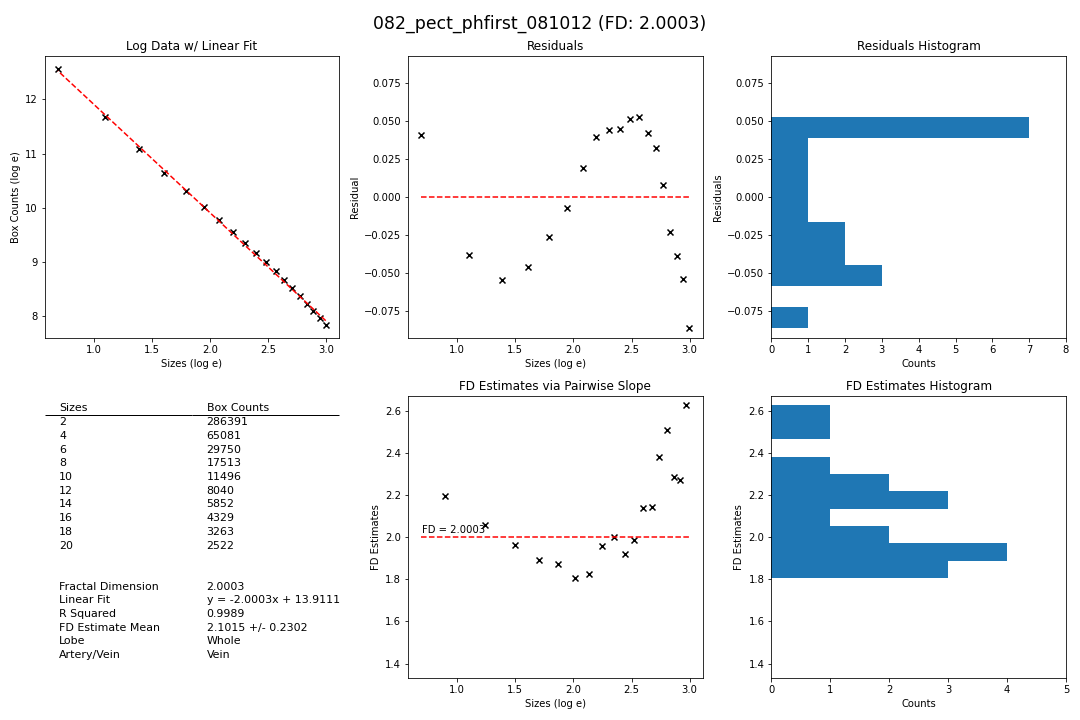 082_pect_phfirst_081012 (FD: 2.0003)
Log Data w/ Linear Fit
Box Counts (log e)
12
11
10
9
8
1.0 1.5 2.0 2.5 3.0
Sizes (log e)
Residuals
Residual
0.075
0.050
0.025
0.000
−0.025
−0.050
−0.075
1.0 1.5 2.0 2.5 3.0
Sizes (log e)
Residuals Histogram
Residuals
0.075
0.050
0.025
0.000
−0.025
−0.050
−0.075
0 1 2 3 4 5 6 7 8
Counts
Sizes Box Counts
2 286391
4 65081
6 29750
8 17513
10 11496
12 8040
14 5852
16 4329
18 3263
20 2522
Fractal Dimension 2.0003
Linear Fit y = -2.0003x + 13.9111
R Squared 0.9989
FD Estimate Mean 2.1015 +/- 0.2302
Lobe Whole
Artery/Vein Vein
FD Estimates via Pairwise Slope
FD Estimates
2.6
2.4
2.2
2.0
1.8
1.6
1.4
FD = 2.0003
1.0 1.5 2.0 2.5 3.0
Sizes (log e)
FD Estimates Histogram
FD Estimates
2.6
2.4
2.2
2.0
1.8
1.6
1.4
0 1 2 3 4 5
Counts